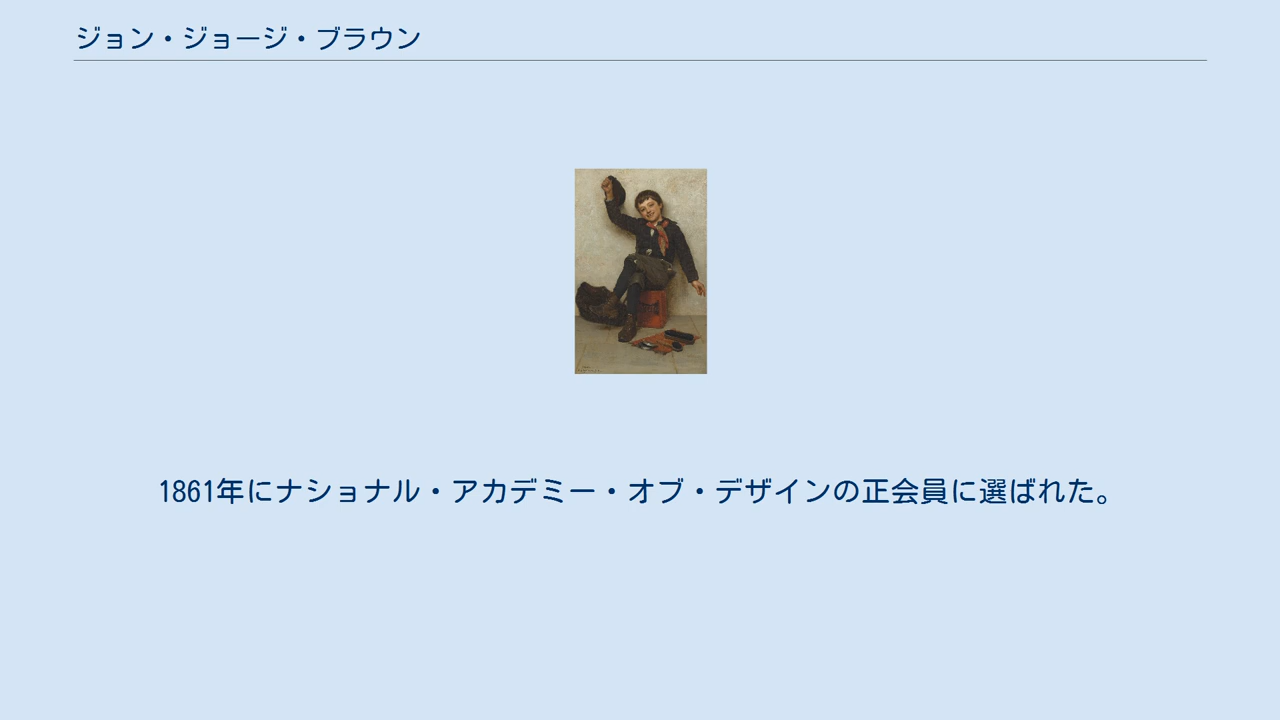 ジョン・ジョージ・ブラウン
1861年にナショナル・アカデミー・オブ・デザインの正会員に選ばれた。